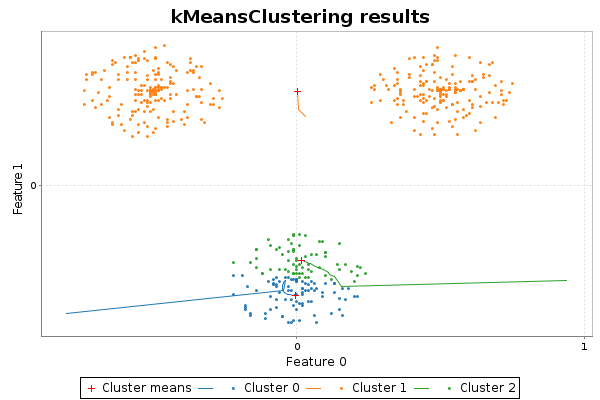 kMeansClustering results
Feature 1
0
0
1
Feature 0
Cluster means Cluster 0 Cluster 1 Cluster 2